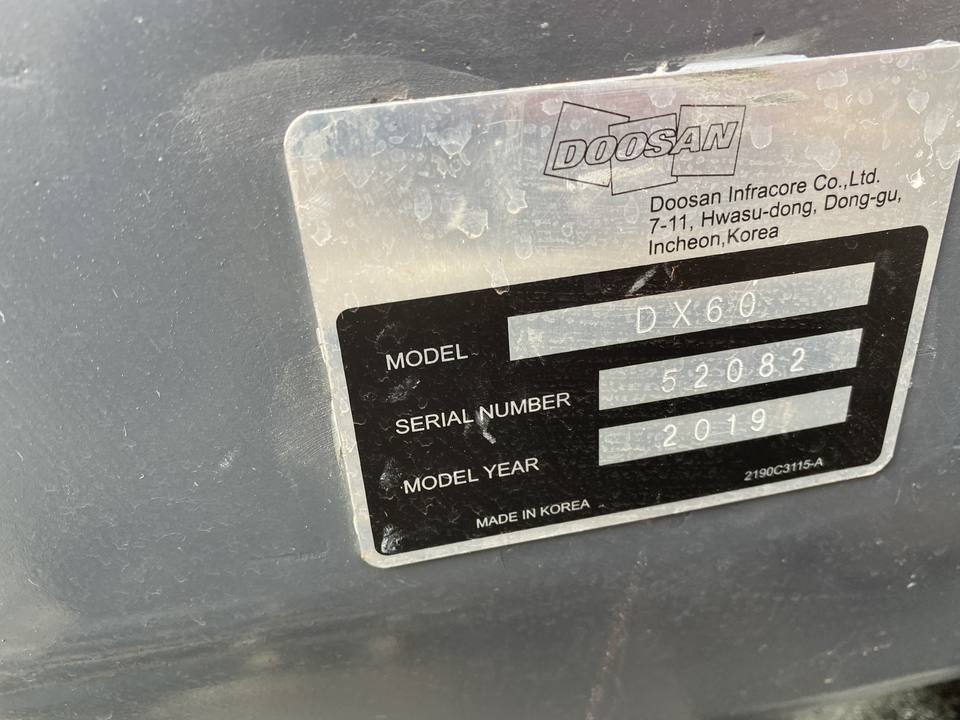 DOOSAN
Doosan Infracore Co.,Ltd.
7-11, Hwasu-dong, Dong-gu,
Incheon,Korea
MODEL DX60
SERIAL NUMBER 52082
MODEL YEAR 2019
MADE IN KOREA 2190C3115-A